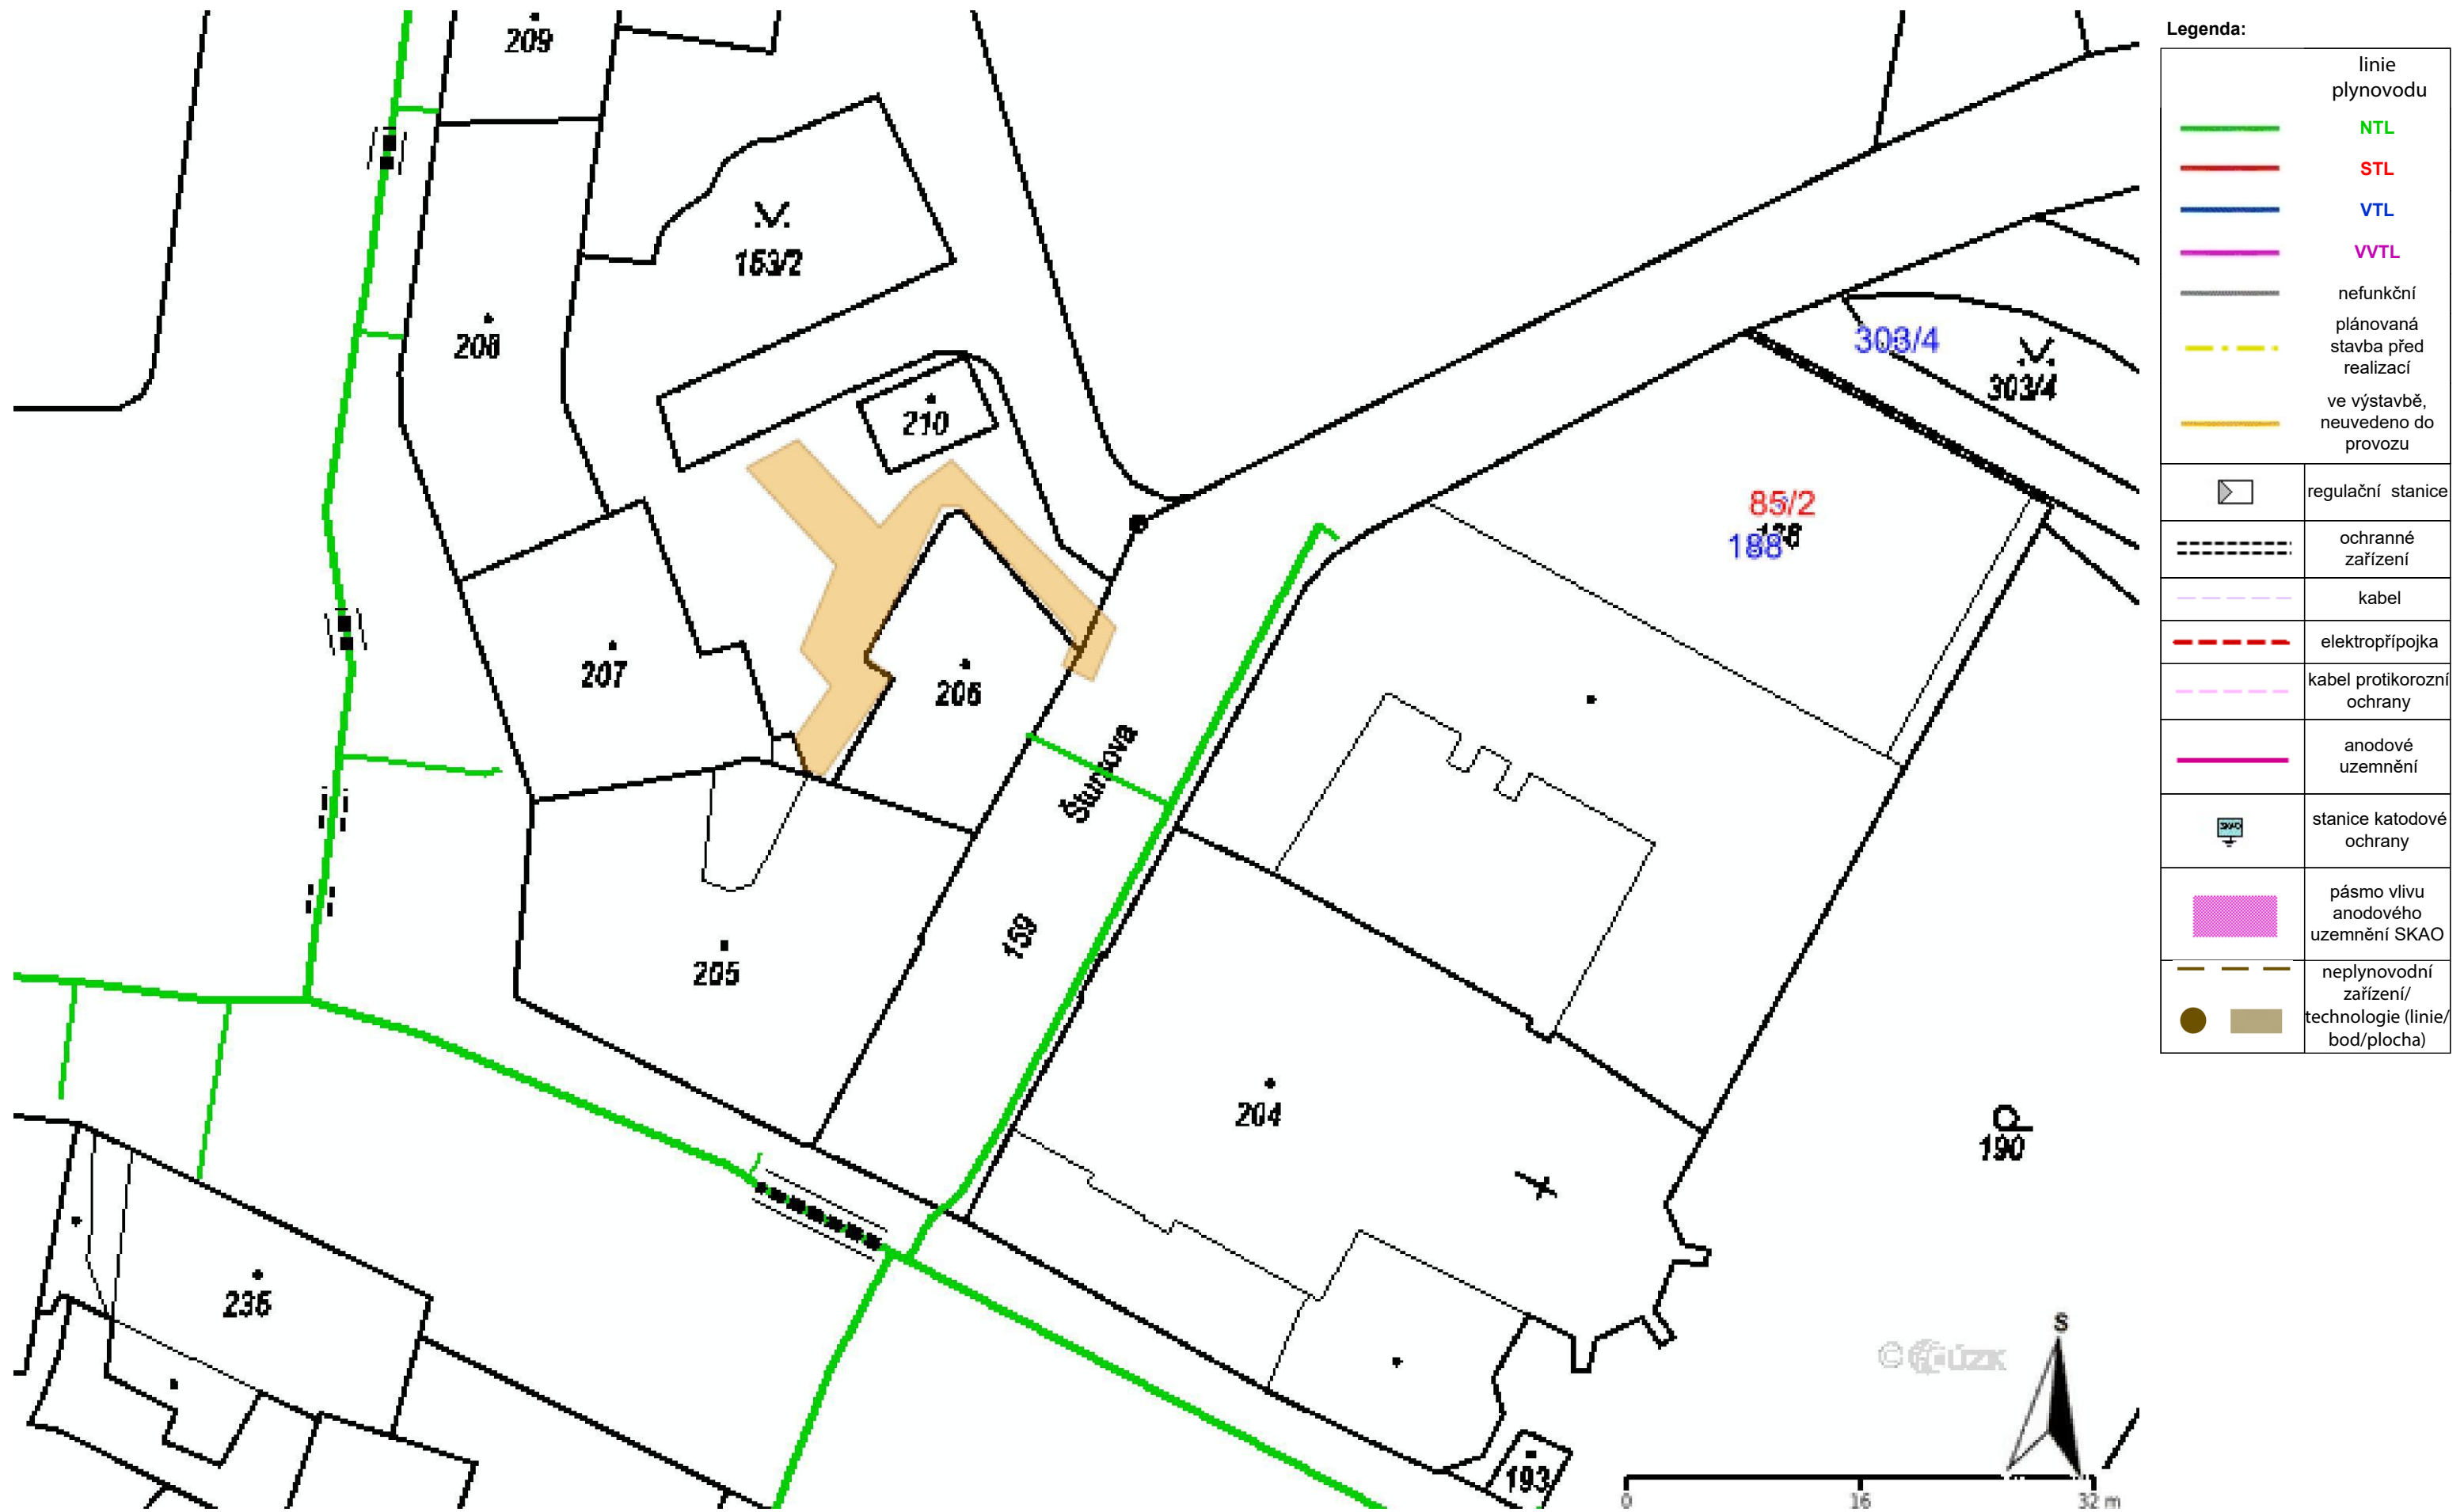 209
153/2
208
210
303/4
303/4
85/2
188
207
206
Šturšova
159
205
204
190
236
193
S
0
16
32 m
Legenda:
linie
plynovodu
NTL
STL
VTL
VVTL
nefunkční
plánovaná
stavba před
realizací
ve výstavbě,
neuvedeno do
provozu
regulační stanice
ochranné
zařízení
kabel
elektropřípojka
kabel protikorozní
ochrany
anodové
uzemnění
SKAO
stanice katodové
ochrany
pásmo vlivu
anodového
uzemnění SKAO
neplynovodní
zařízení/
technologie (linie/
bod/plocha)